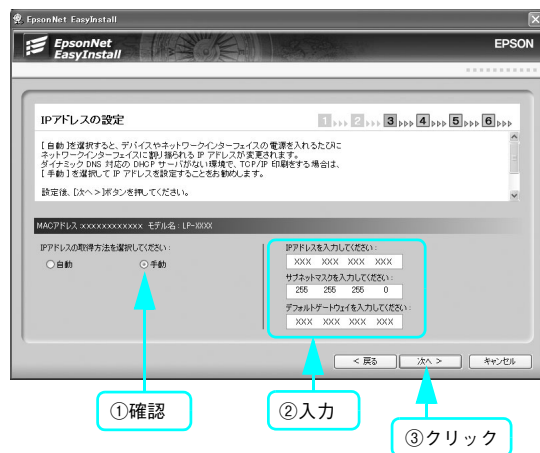 EpsonNet EasyInstall
EpsonNet
EasyInstall
EPSON
IPアドレスの設定
1 2 3 4 5 6
[自動]を選択すると、デバイスやネットワークインターフェイスの電源を入れるたびに
ネットワークインターフェイスに割り振られる IP アドレスが変更されます。
ダイナミック DNS 対応の DHCP サーバがない環境で、TCP/IP 印刷をする場合は、
[手動]を選択して IP アドレスを設定することをお勧めします。
設定後、[次へ >]ボタンを押してください。
MACアドレス:xxxxxxxxxxxx モデル名:LP-XXXX
IPアドレスの取得方法を選択してください:
自動 手動
IPアドレスを入力してください:
XXX XXX XXX XXX
サブネットマスクを入力してください:
255 255 255 0
デフォルトゲートウェイを入力してください:
XXX XXX XXX XXX
< 戻る 次へ > キャンセル
①確認
②入力
③クリック